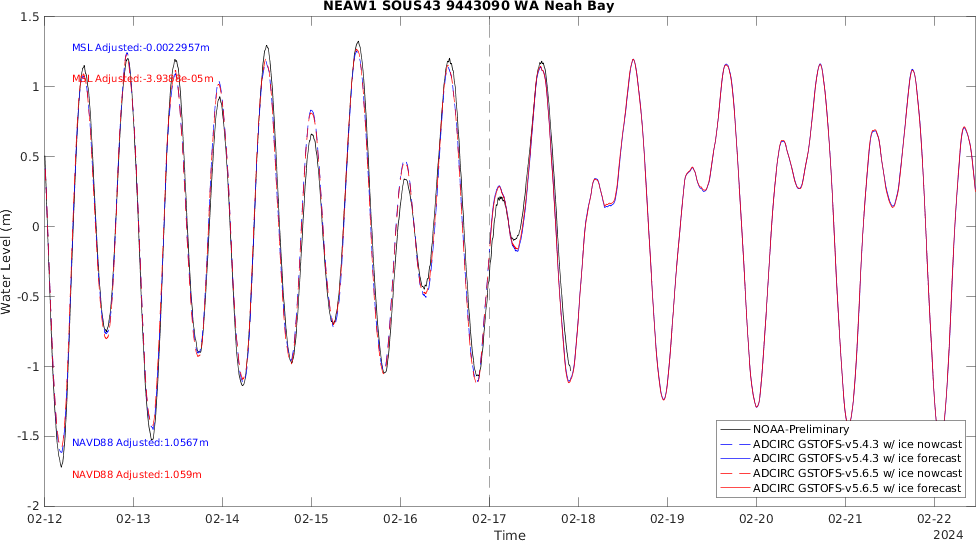 NEAW1 SOUS43 9443090 WA Neah Bay
Water Level (m)
1.5
1
0.5
0
-0.5
-1
-1.5
-2
MSL Adjusted:-0.0022957m
MSL Adjusted:-3.9388e-05m
NAVD88 Adjusted:1.0567m
NAVD88 Adjusted:1.059m
NOAA-Preliminary
ADCIRC GSTOFS-v5.4.3 w/ ice nowcast
ADCIRC GSTOFS-v5.4.3 w/ ice forecast
ADCIRC GSTOFS-v5.6.5 w/ ice nowcast
ADCIRC GSTOFS-v5.6.5 w/ ice forecast
02-12 02-13 02-14 02-15 02-16 02-17 02-18 02-19 02-20 02-21 02-22
Time
2024